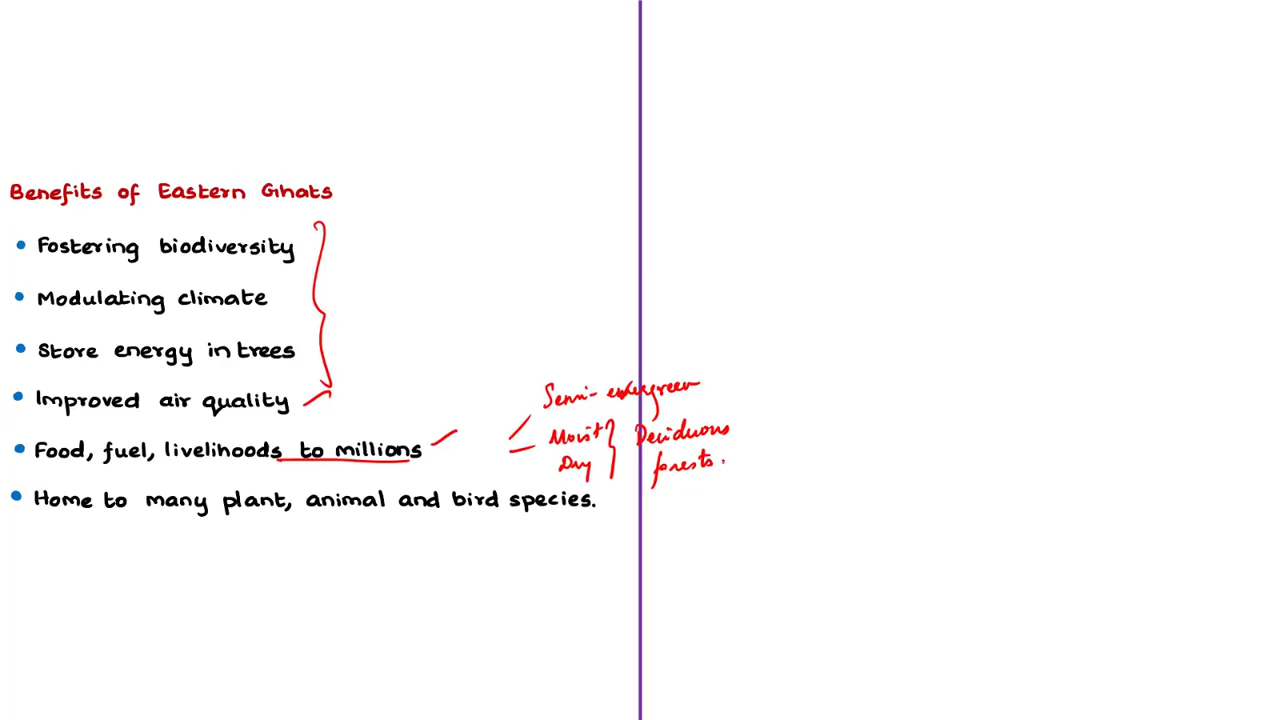 Benefits of Eastern Ghats
• Fostering biodiversity
• Modulating climate
• Store energy in trees
• Improved air quality
Semi-evergreen
• Food, fuel, livelihoods to millions
Moist } Deciduous
Dry } forests.
• Home to many plant, animal and bird species.